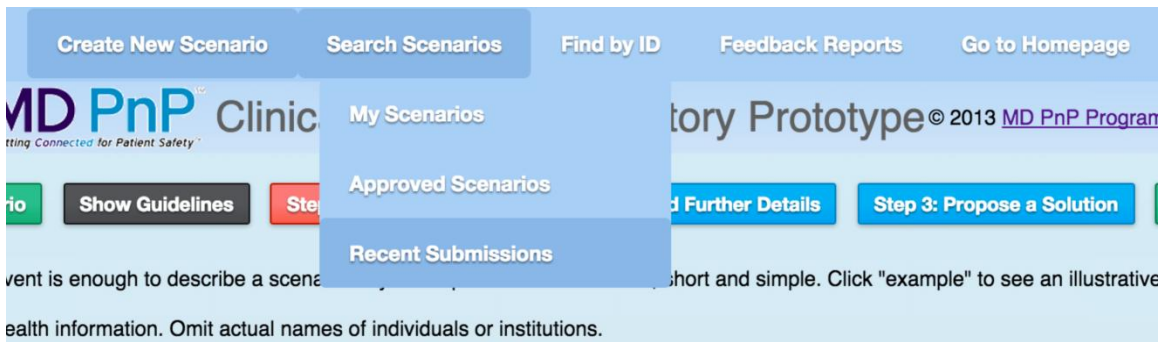 Create New Scenario Search Scenarios Find by ID Feedback Reports Go to Homepage
My Scenarios
MD PnP Clinic tory Prototype © 2013 MD PnP Program
tting Connected for Patient Safety
Approved Scenarios
rio Show Guidelines Ste d Further Details Step 3: Propose a Solution
Recent Submissions
vent is enough to describe a scena short and simple. Click "example" to see an illustrative
ealth information. Omit actual names of individuals or institutions.